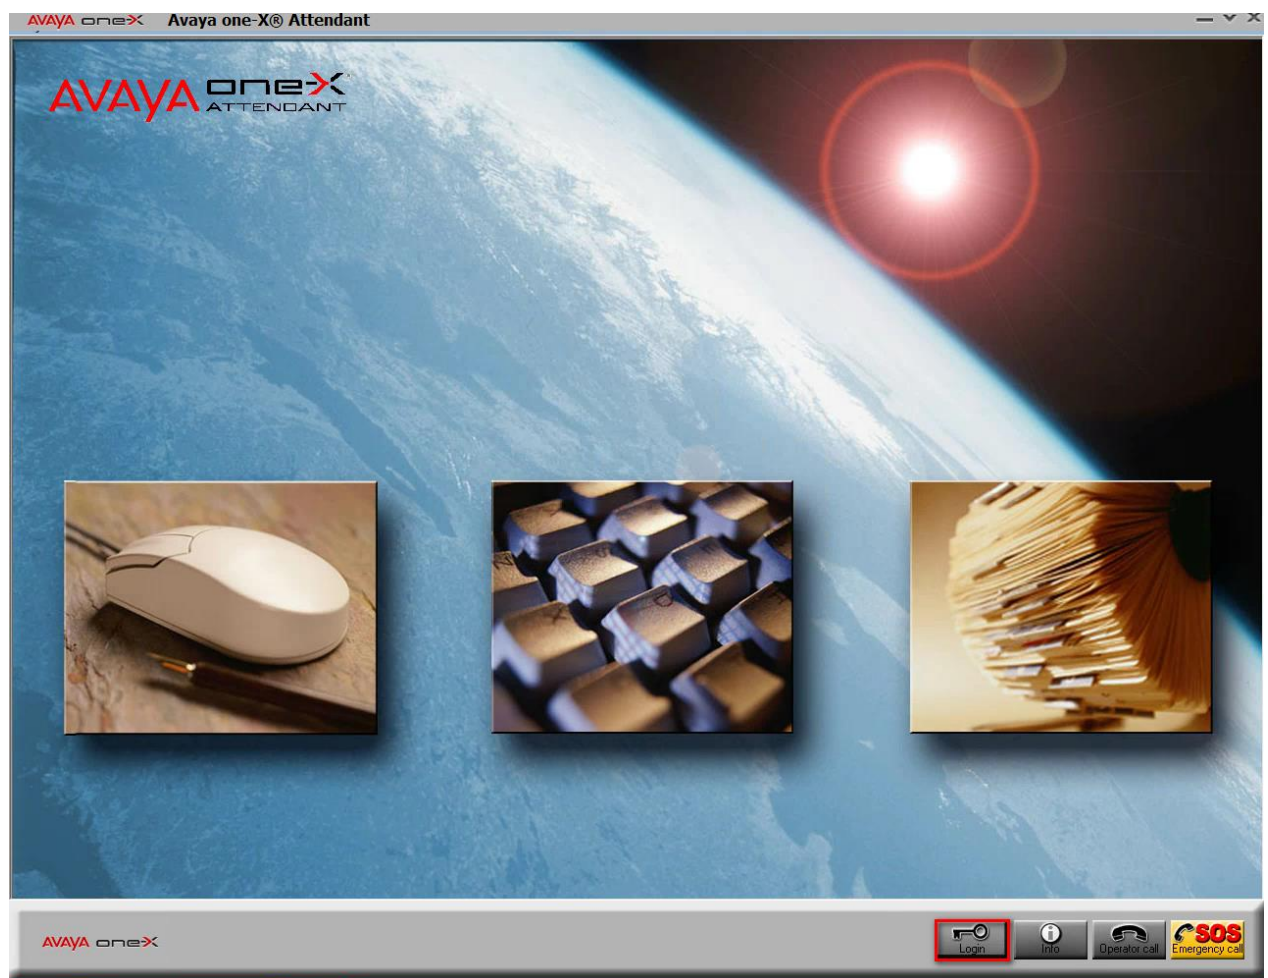 AVAYA one-X Avaya one-X® Attendant
AVAYA one-X
ATTENDANT
AVAYA one-X
Login
Info
Operator call
SOS
Emergency call